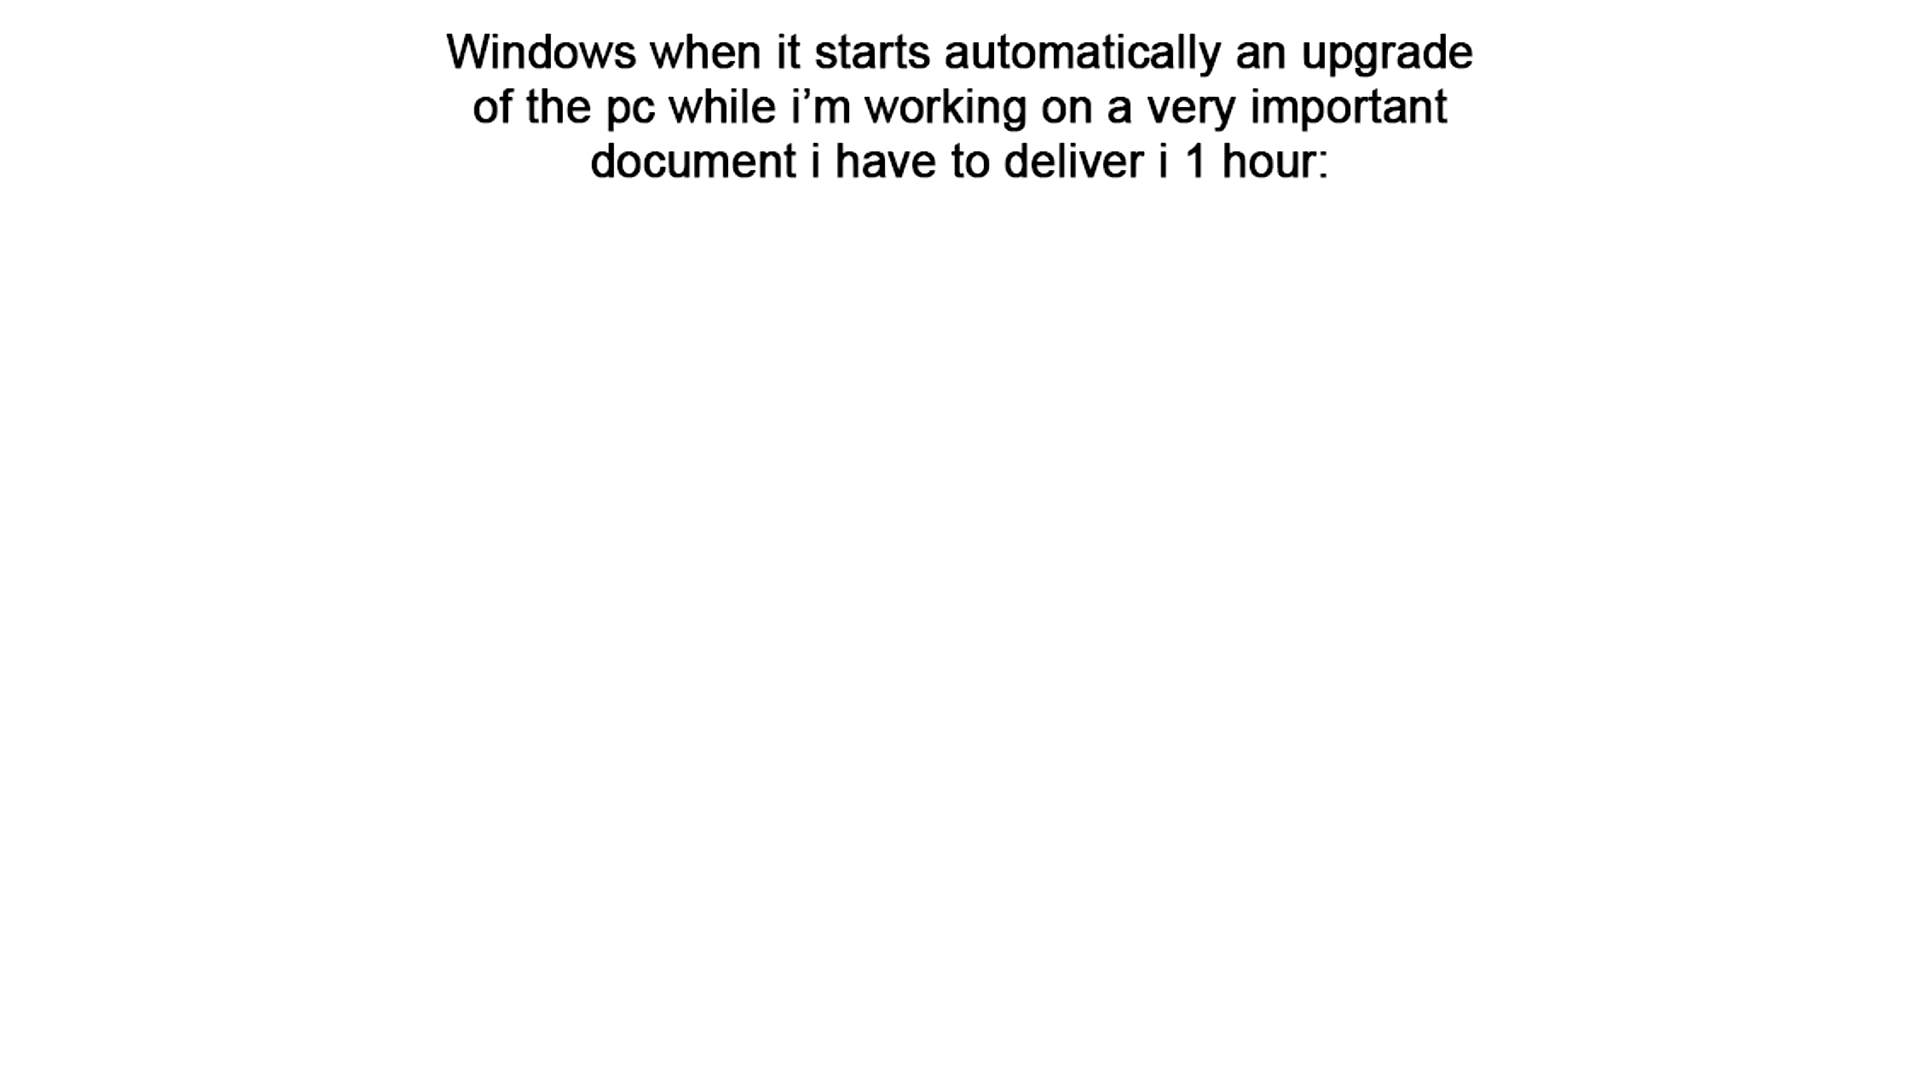 Windows when it starts automatically an upgrade
of the pc while i’m working on a very important
document i have to deliver i 1 hour: